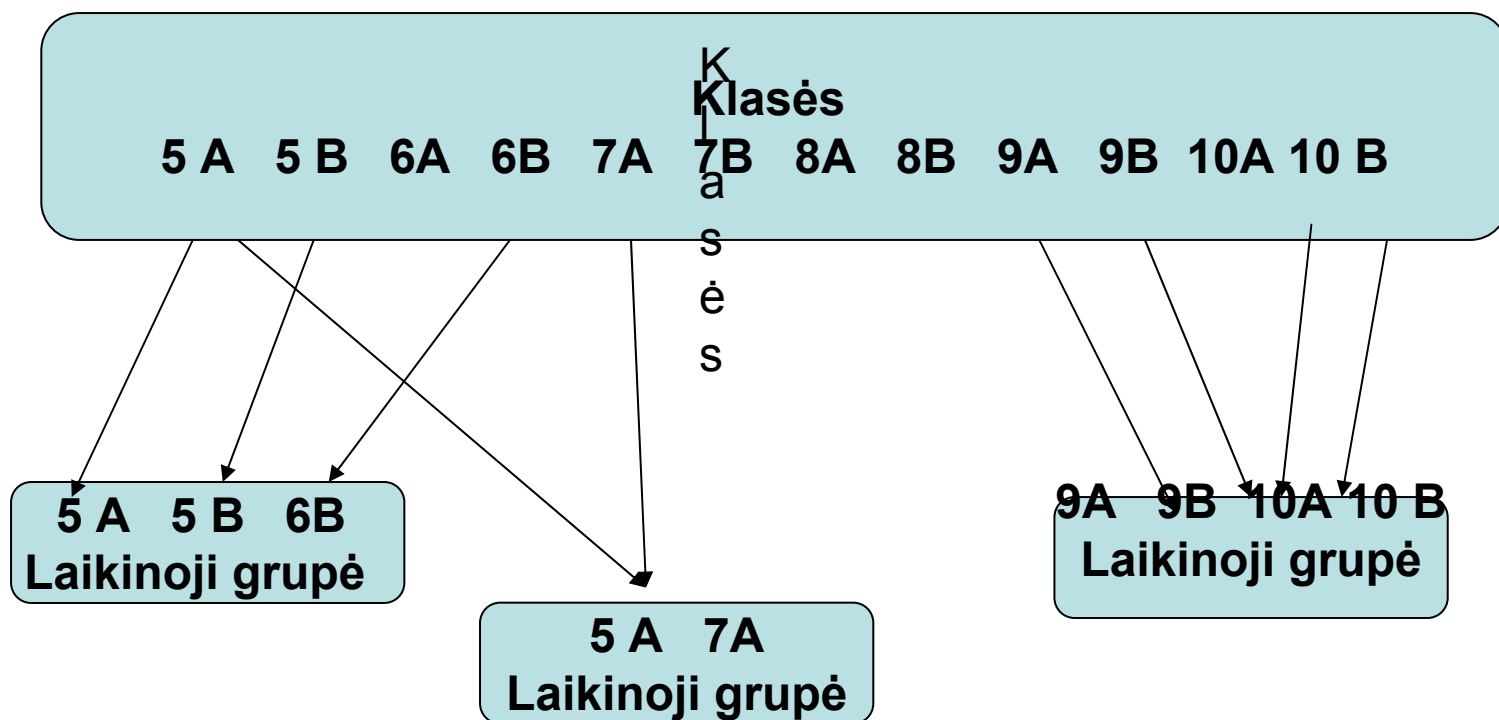 Klasės
Klasės
5 A 5 B 6A 6B 7A 7B 8A 8B 9A 9B 10A 10 B
5 A 5 B 6B
Laikinoji grupė
5 A 7A
Laikinoji grupė
9A 9B 10A 10 B
Laikinoji grupė